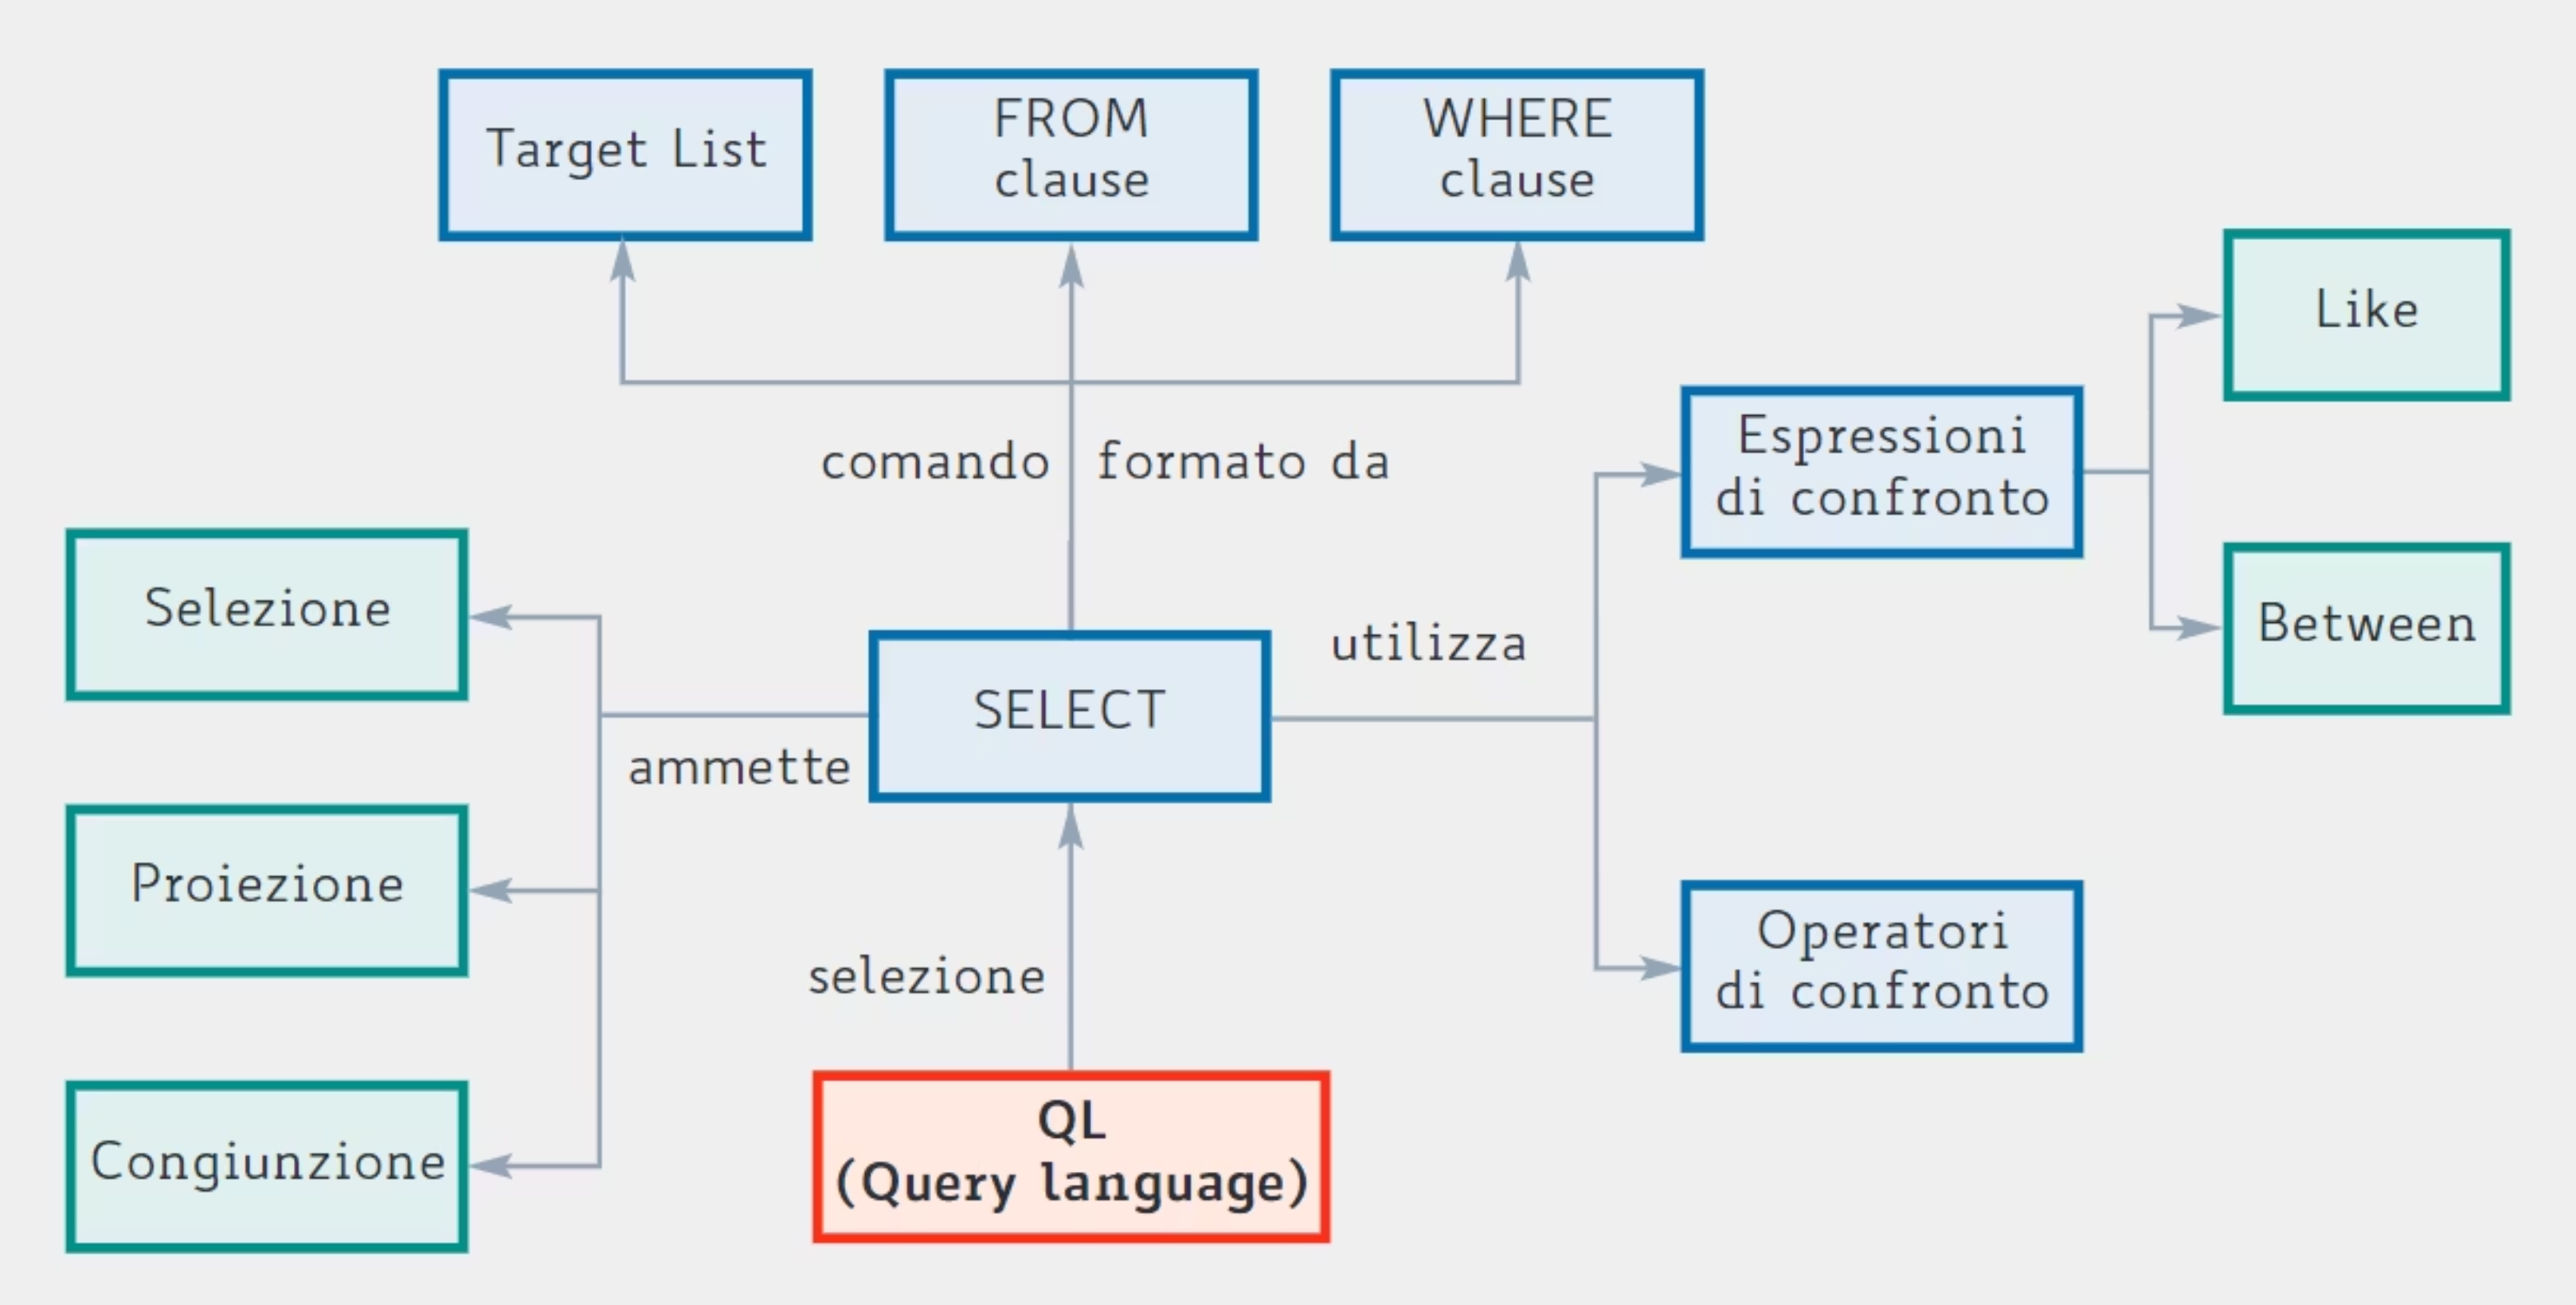 Target List
FROM
clause
WHERE
clause
Like
Espressioni
di confronto
comando formato da
Between
Selezione
utilizza
SELECT
ammette
Proiezione
Operatori
di confronto
selezione
Congiunzione
QL
(Query language)